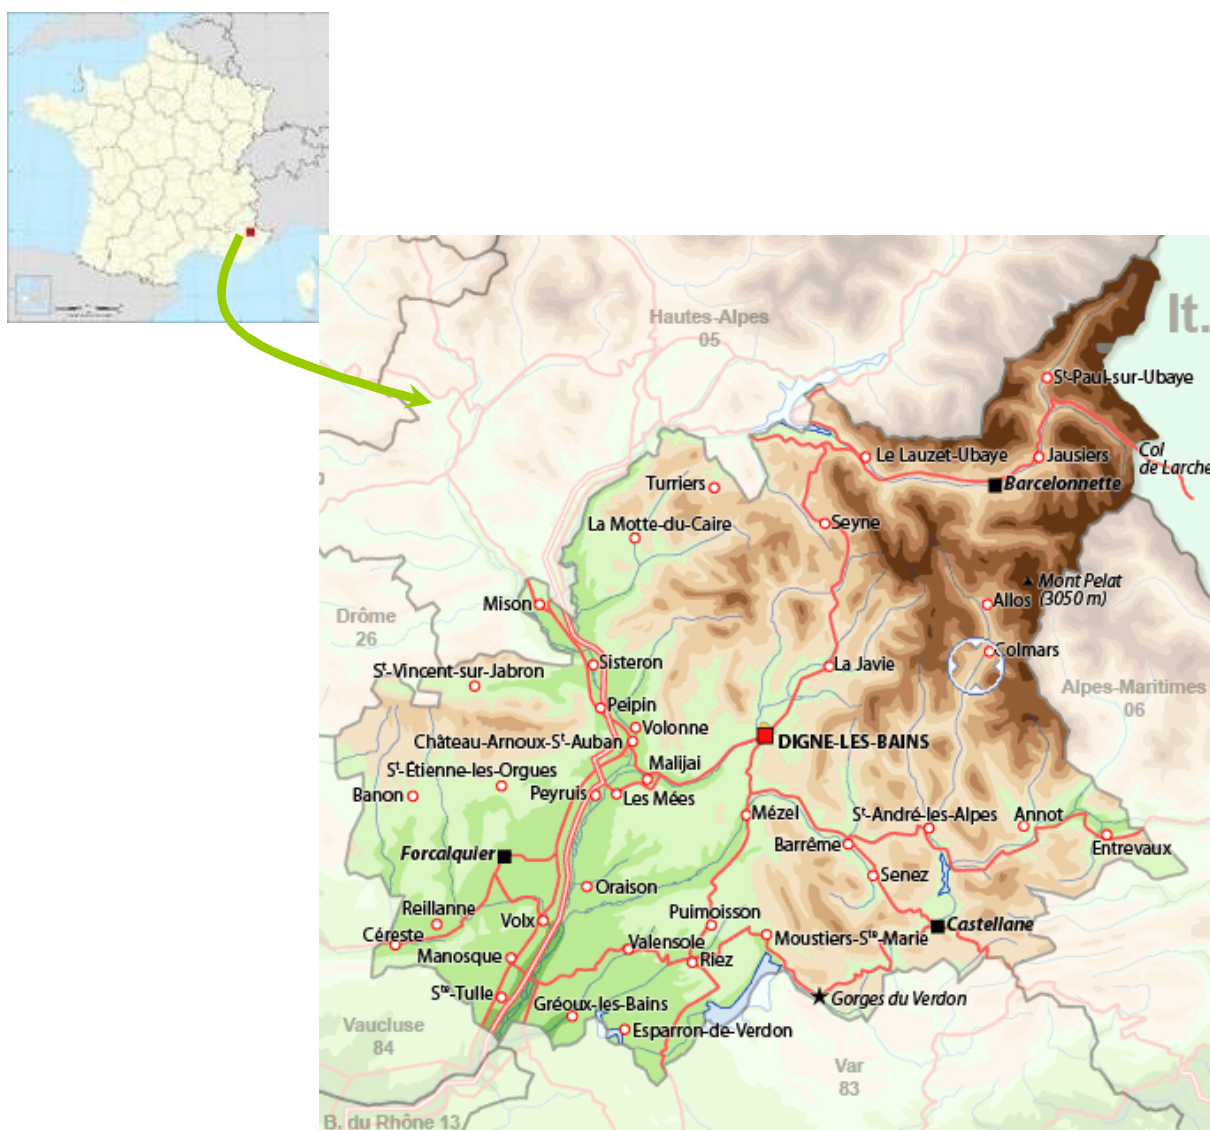 Hautes-Alpes
05
It.
St-Paul-sur-Ubaye
Le Lauzet-Ubaye
Jausiers
Col
de Larche
Barcelonnette
Turriers
La Motte-du-Caire
Seyne
Mont Pelat
(3050 m)
Allos
Mison
Drôme
26
Colmars
Sisteron
La Javie
St-Vincent-sur-Jabron
Alpes-Maritimes
06
Peipin
Volonne
Château-Arnoux-St-Auban
DIGNE-LES-BAINS
Malijai
St-Étienne-les-Orgues
Banon
Peyruis
Les Mées
Mézel
St-André-les-Alpes
Annot
Barrême
Entrevaux
Forcalquier
Senez
Oraison
Reillanne
Volx
Puimoisson
Castellane
Céreste
Moustiers-Ste-Marie
Valensole
Manosque
Riez
Ste-Tulle
Gréoux-les-Bains
Gorges du Verdon
Vaucluse
84
Esparron-de-Verdon
Var
83
B. du Rhône 13